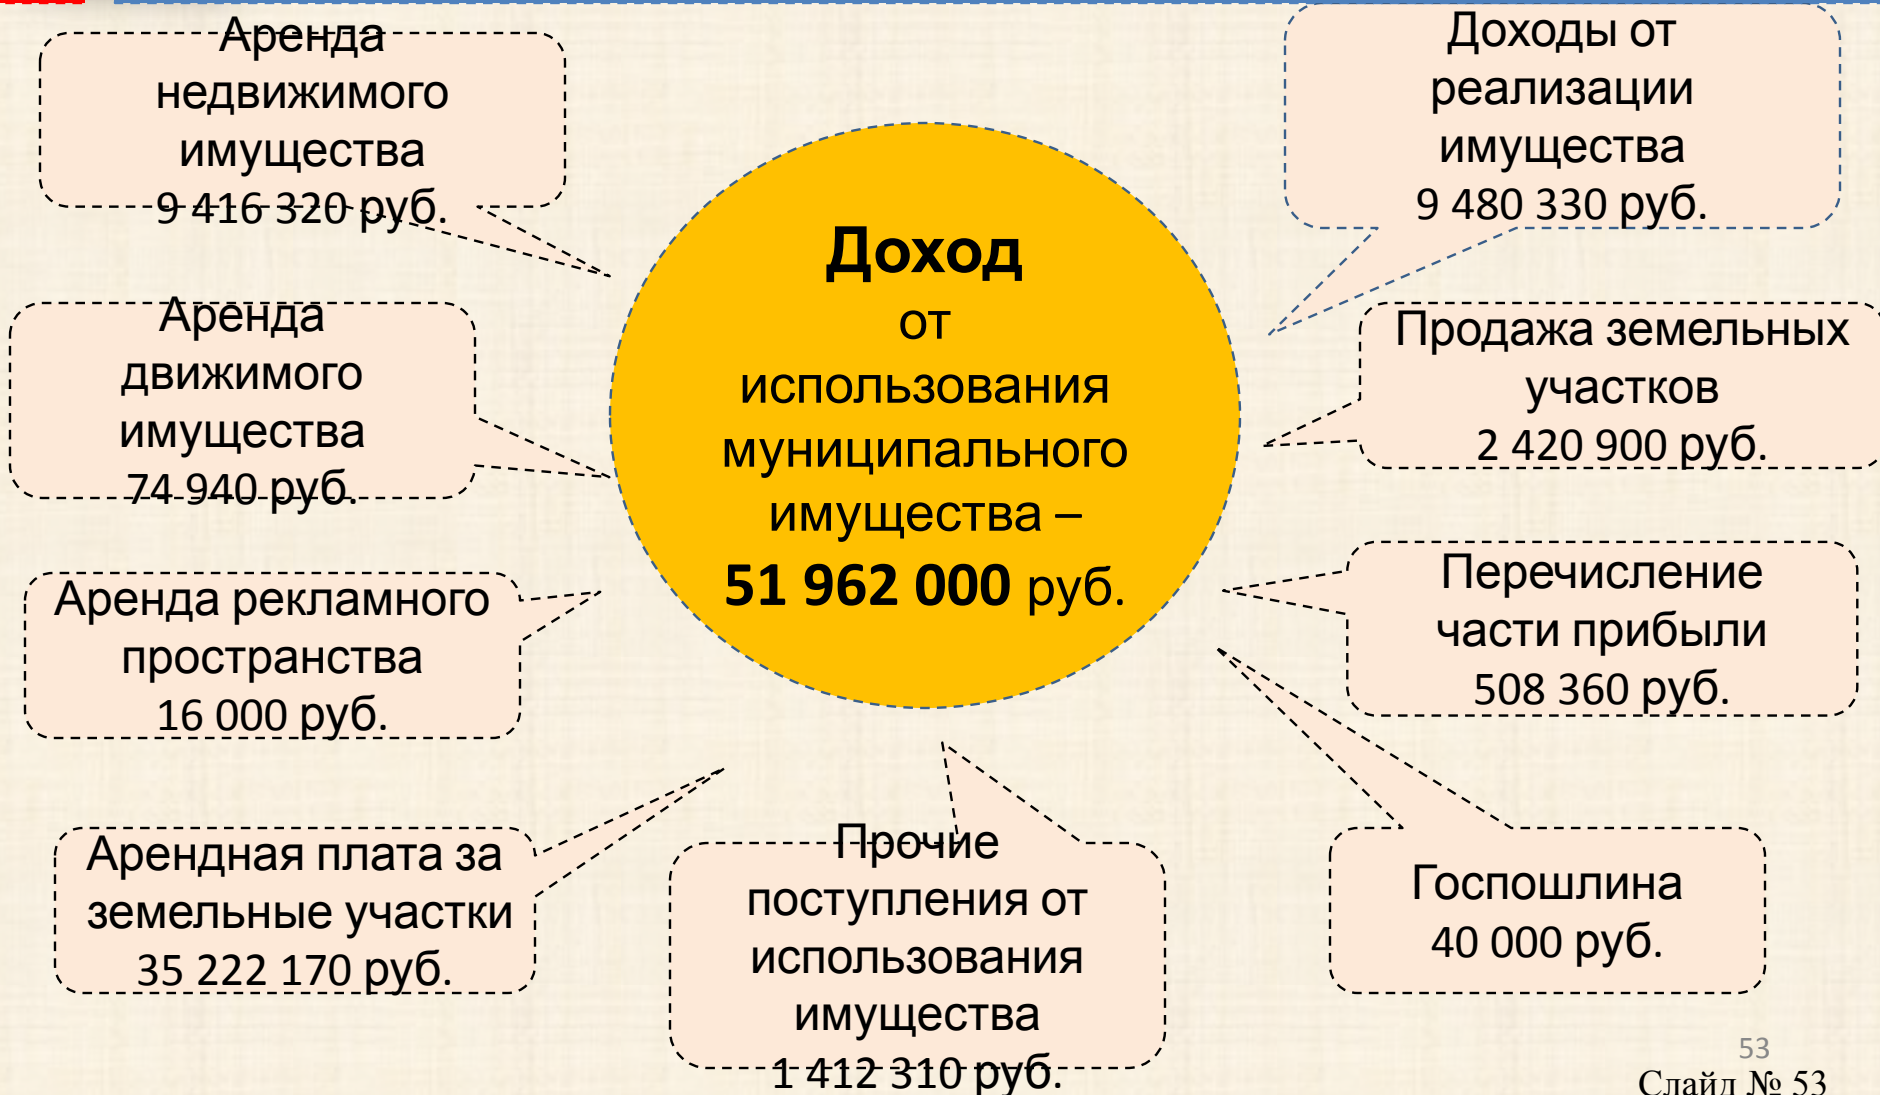 Аренда
недвижимого
имущества
9 416 320 руб.
Аренда
движимого
имущества
74 940 руб.
Аренда рекламного
пространства
16 000 руб.
Арендная плата за
земельные участки
35 222 170 руб.
Доход
от
использования
муниципального
имущества –
51 962 000 руб.
Прочие
поступления от
использования
имущества
1 412 310 руб.
Доходы от
реализации
имущества
9 480 330 руб.
Продажа земельных
участков
2 420 900 руб.
Перечисление
части прибыли
508 360 руб.
Госпошлина
40 000 руб.
53
Слайд № 53